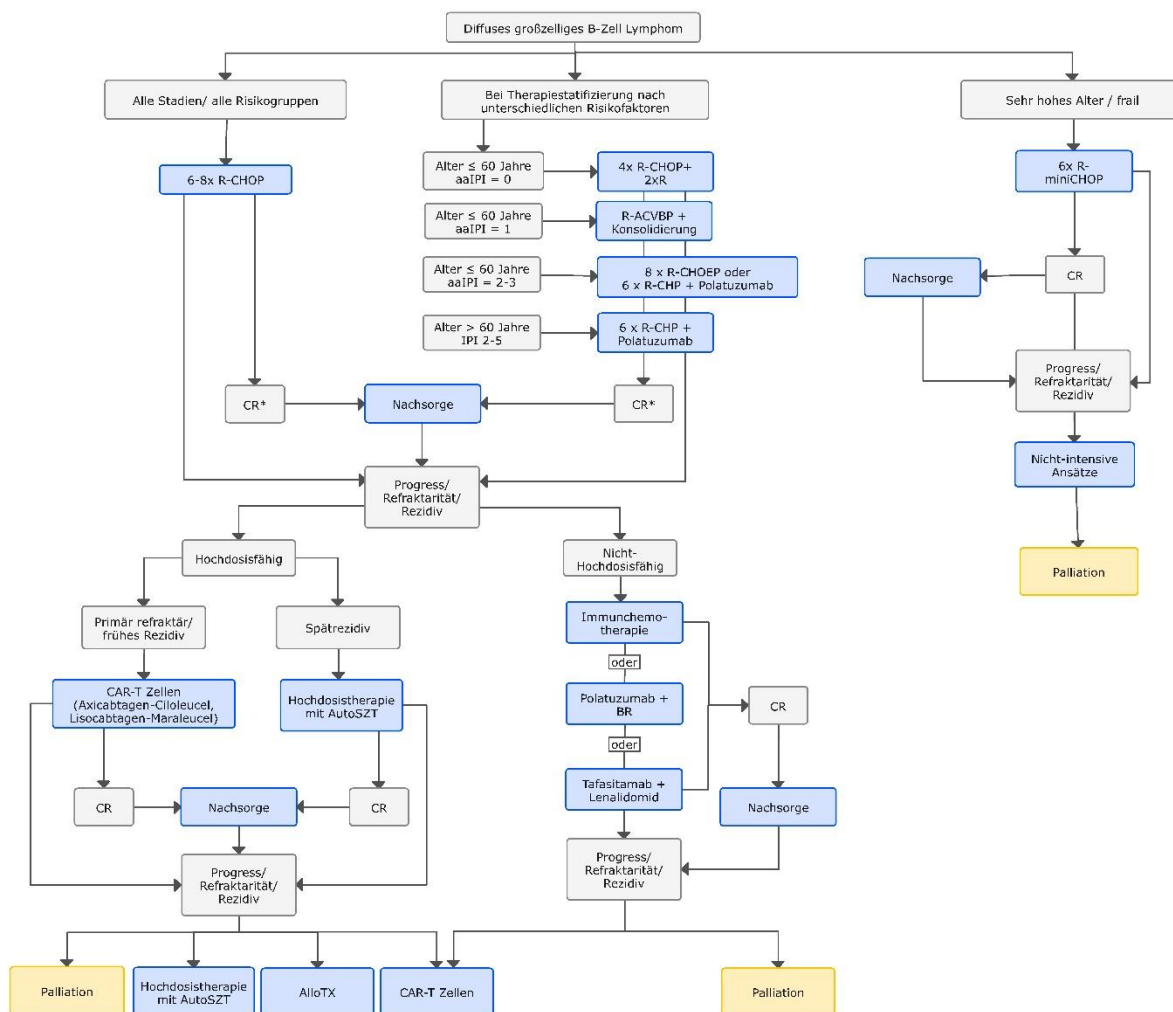 Diffuses großzelliges B-Zell Lymphom
Alle Stadien/ alle Risikogruppen
Bei Therapiestatifizierung nach
unterschiedlichen Risikofaktoren
Sehr hohes Alter / frail
6-8x R-CHOP
Alter ≤ 60 Jahre
aaIPI = 0
4x R-CHOP+
2xR
Alter ≤ 60 Jahre
aaIPI = 1
R-ACVBP +
Konsolidierung
Alter ≤ 60 Jahre
aaIPI = 2-3
8 x R-CHOEP oder
6 x R-CHP + Polatuzumab
Alter > 60 Jahre
IPI 2-5
6 x R-CHP +
Polatuzumab
6x R-
miniCHOP
Nachsorge
CR
Progress/
Refraktarität/
Rezidiv
Nicht-intensive
Ansätze
Palliation
CR*
Nachsorge
CR*
Progress/
Refraktarität/
Rezidiv
Hochdosisfähig
Nicht-
Hochdosisfähig
Primär refraktär/
frühes Rezidiv
Spätrezidiv
CAR-T Zellen
(Axicabtagen-Ciloleucel,
Lisocabtagen-Maraleucel)
Hochdosistherapie
mit AutoSZT
CR
Nachsorge
CR
Progress/
Refraktarität/
Rezidiv
Immunchemo-
therapie
oder
Polatuzumab +
BR
oder
Tafasitamab +
Lenalidomid
CR
Nachsorge
Progress/
Refraktarität/
Rezidiv
Palliation
Hochdosistherapie
mit AutoSZT
AlloTX
CAR-T Zellen
Palliation